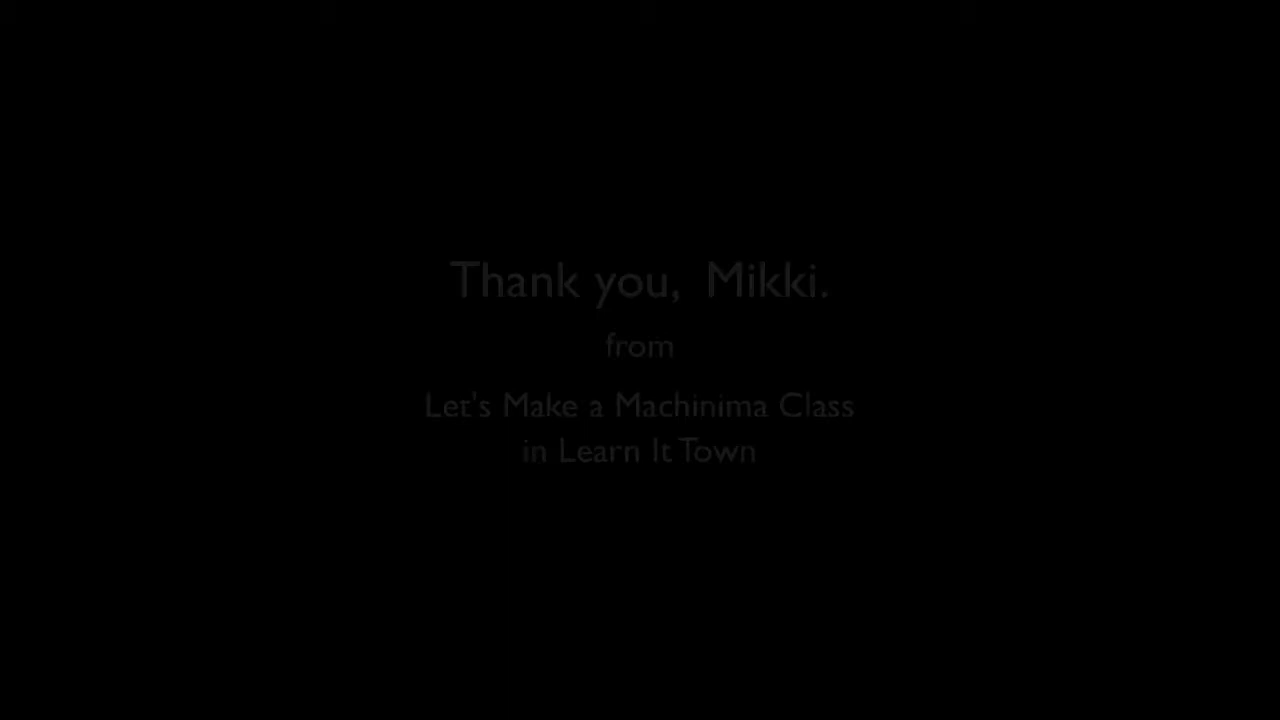 Thank you,  Mikki.
from
Let's Make a Machinima Class
in Learn It Town